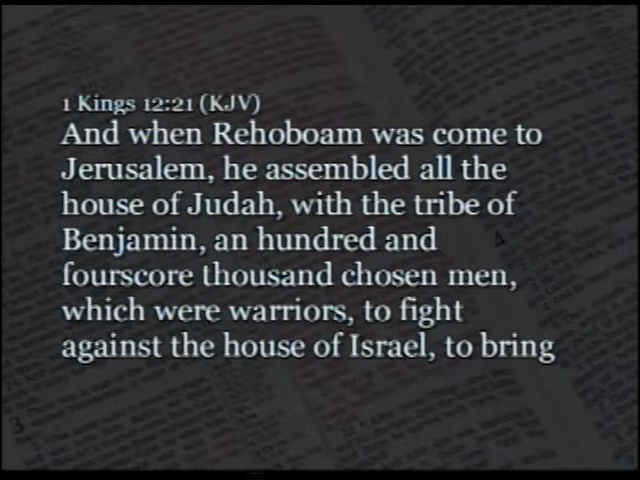 1 Kings 12:21 (KJV)
And when Rehoboam was come to
Jerusalem, he assembled all the
house of Judah, with the tribe of
Benjamin, an hundred and
fourscore thousand chosen men,
which were warriors, to fight
against the house of Israel, to bring